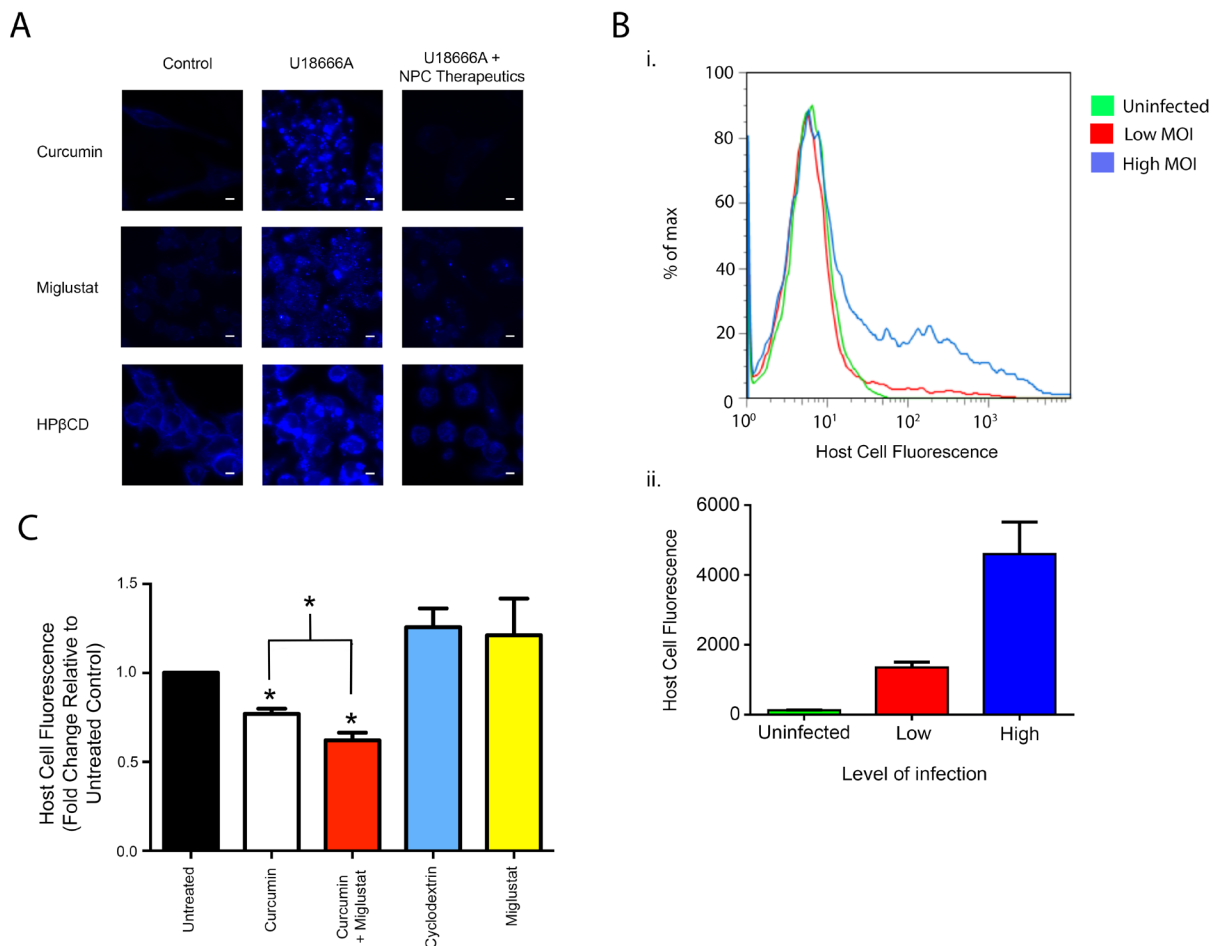 A
Control
U18666A
U18666A +
NPC Therapeutics
Curcumin
Miglustat
HPβCD
B
i.
100
80
60
40
20
0
% of max
10⁰
10¹
10²
10³
Host Cell Fluorescence
Uninfected
Low MOI
High MOI
ii.
6000
4000
2000
0
Host Cell Fluorescence
Uninfected
Low
High
Level of infection
C
Host Cell Fluorescence
(Fold Change Relative to
Untreated Control)
1.5
1.0
0.5
0.0
*
*
*
Untreated
Curcumin
Curcumin
+ Miglustat
Cyclodextrin
Miglustat